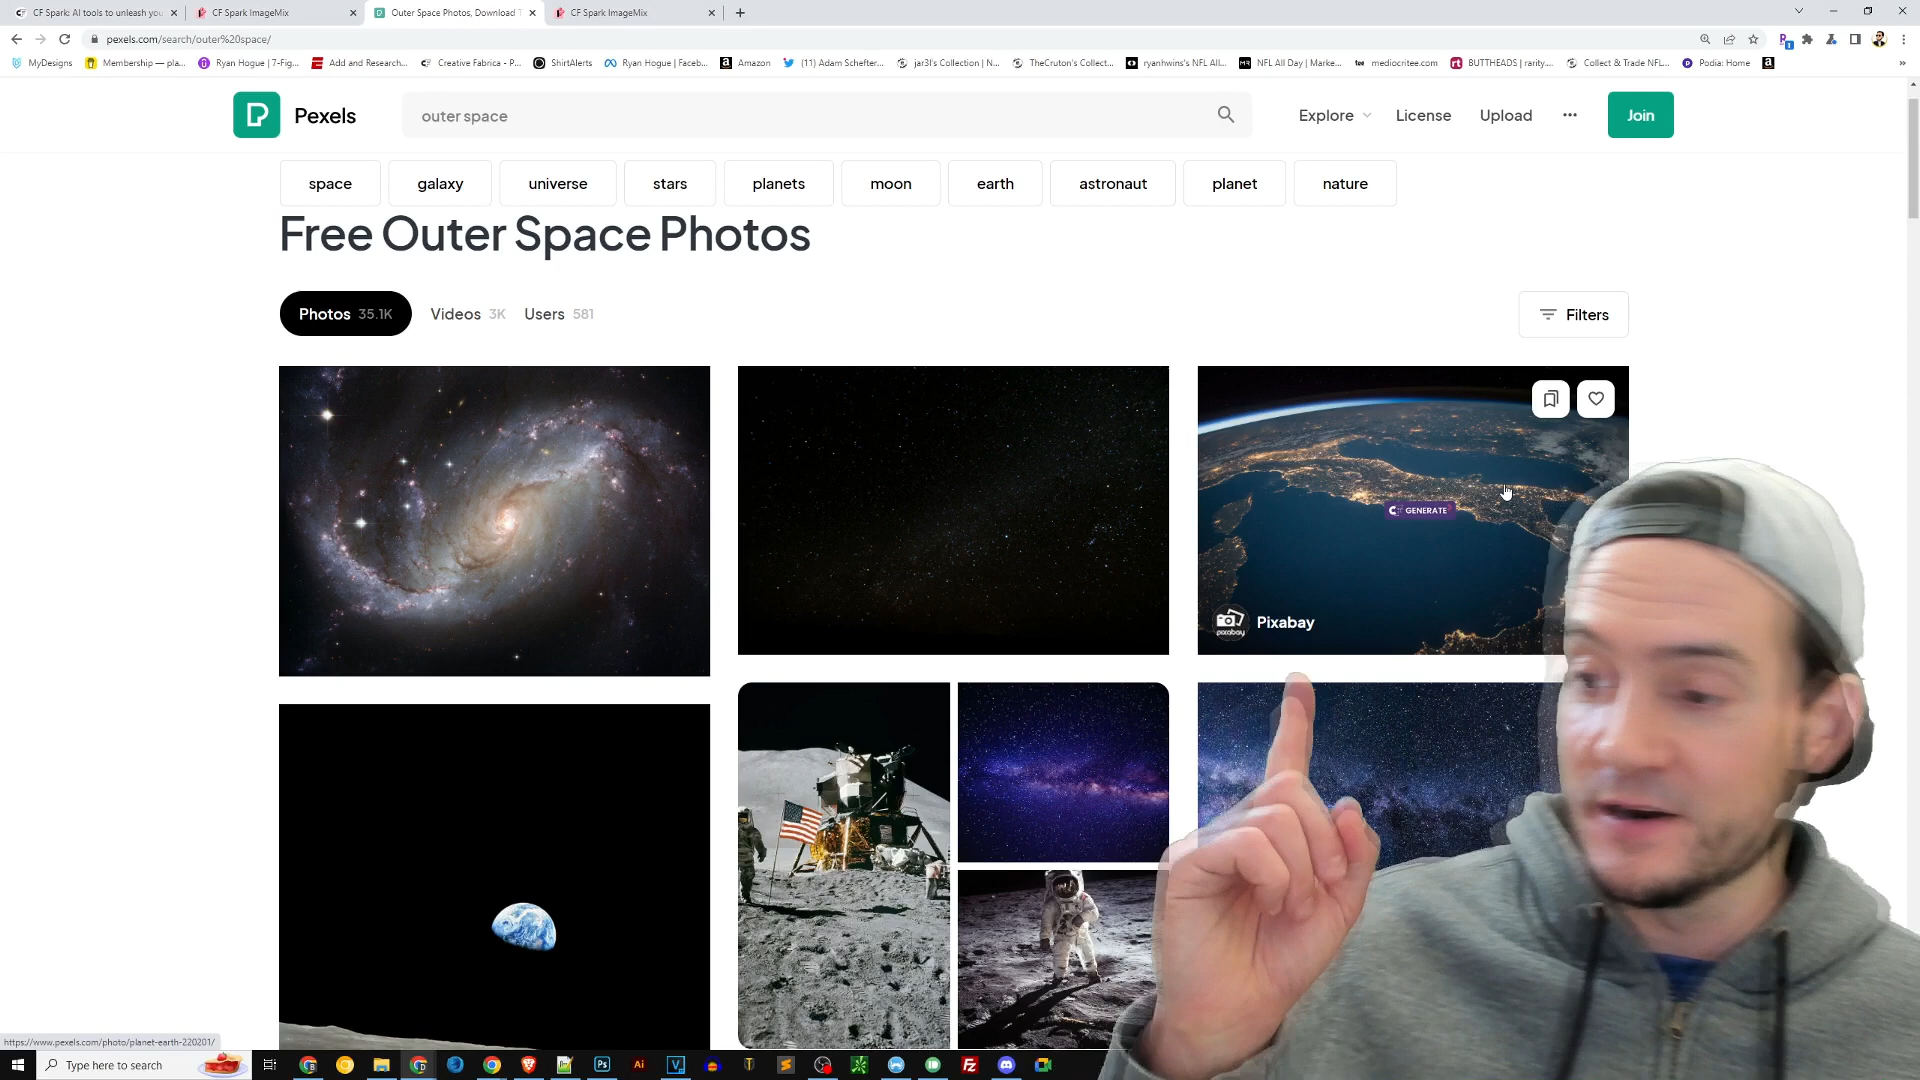 CF Spark: AI tools to unleash you
CF Spark ImageMix
Outer Space Photos, Download
CF Spark ImageMix
pexels.com/search/outer%20space/
MyDesigns
Membership — pla...
Ryan Hogue | 7-Fig...
Add and Research...
Creative Fabrica - P...
ShirtAlerts
Ryan Hogue | Faceb...
Amazon
(11) Adam Schefter...
jar3l's Collection | N...
TheCruton's Collect...
ryanhwins's NFL All...
NFL All Day | Marke...
mediocritee.com
BUTTHEADS | rarity....
Collect & Trade NFL...
Podia: Home
Pexels
outer space
Explore
License
Upload
Join
space
galaxy
universe
stars
planets
moon
earth
astronaut
planet
nature
Free Outer Space Photos
Photos 35.1K
Videos 3K
Users 581
Filters
GENERATE
pixabay
Pixabay
https://www.pexels.com/photo/planet-earth-220201/
Type here to search